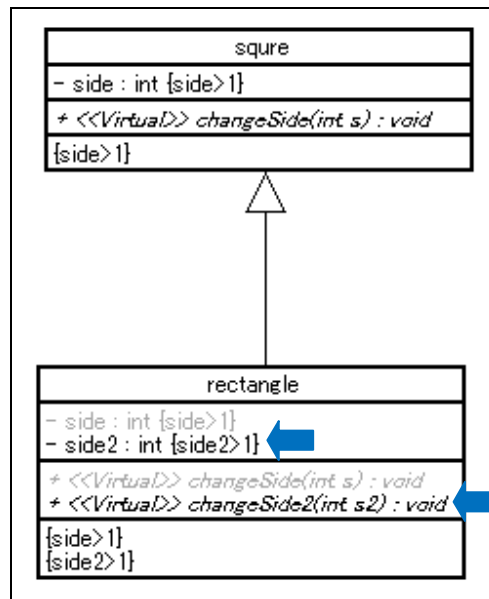 squre
- side : int {side>1}
+ <<Virtual>> changeSide(int s) : void
{side>1}
rectangle
- side : int {side>1}
- side2 : int {side2>1}
+ <<Virtual>> changeSide(int s) : void
+ <<Virtual>> changeSide2(int s2) : void
{side>1}
{side2>1}